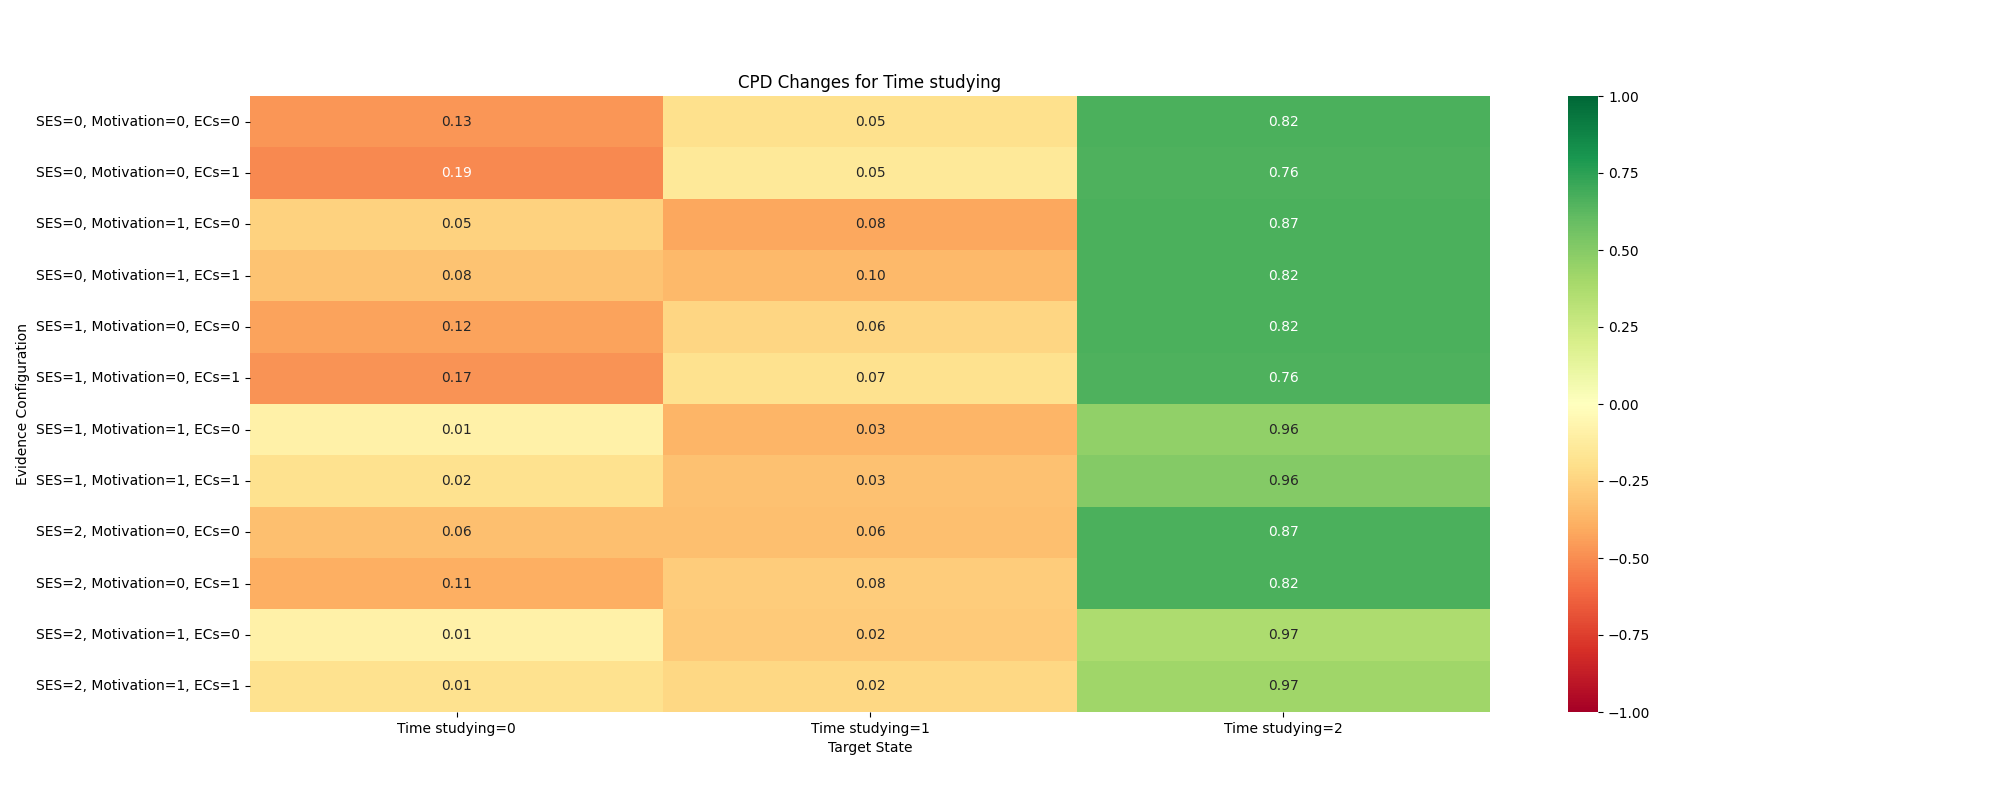 CPD Changes for Time studying
SES=0, Motivation=0, ECs=0 0.13 0.05 0.82
SES=0, Motivation=0, ECs=1 0.19 0.05 0.76
SES=0, Motivation=1, ECs=0 0.05 0.08 0.87
SES=0, Motivation=1, ECs=1 0.08 0.10 0.82
SES=1, Motivation=0, ECs=0 0.12 0.06 0.82
SES=1, Motivation=0, ECs=1 0.17 0.07 0.76
SES=1, Motivation=1, ECs=0 0.01 0.03 0.96
SES=1, Motivation=1, ECs=1 0.02 0.03 0.96
SES=2, Motivation=0, ECs=0 0.06 0.06 0.87
SES=2, Motivation=0, ECs=1 0.11 0.08 0.82
SES=2, Motivation=1, ECs=0 0.01 0.02 0.97
SES=2, Motivation=1, ECs=1 0.01 0.02 0.97
Evidence Configuration
Time studying=0 Time studying=1 Time studying=2
Target State
1.00
0.75
0.50
0.25
0.00
−0.25
−0.50
−0.75
−1.00